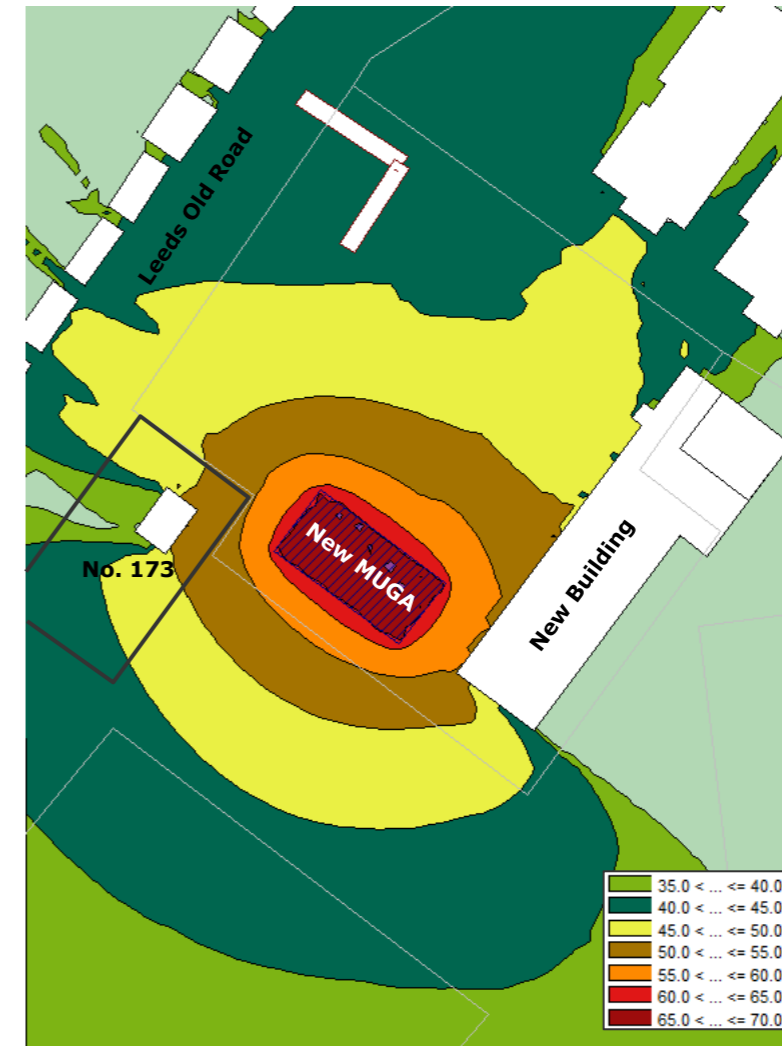 Leeds Old Road
New MUGA
No. 173
New Building
35.0 < ... <= 40.0
40.0 < ... <= 45.0
45.0 < ... <= 50.0
50.0 < ... <= 55.0
55.0 < ... <= 60.0
60.0 < ... <= 65.0
65.0 < ... <= 70.0